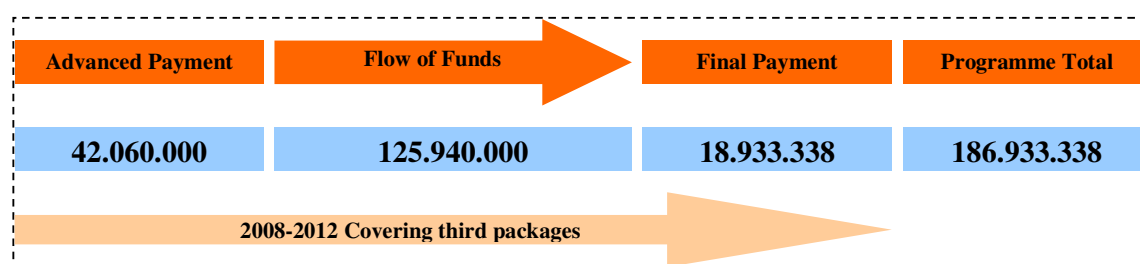 Advanced Payment
Flow of Funds
Final Payment
Programme Total
42.060.000
125.940.000
18.933.338
186.933.338
2008-2012 Covering third packages